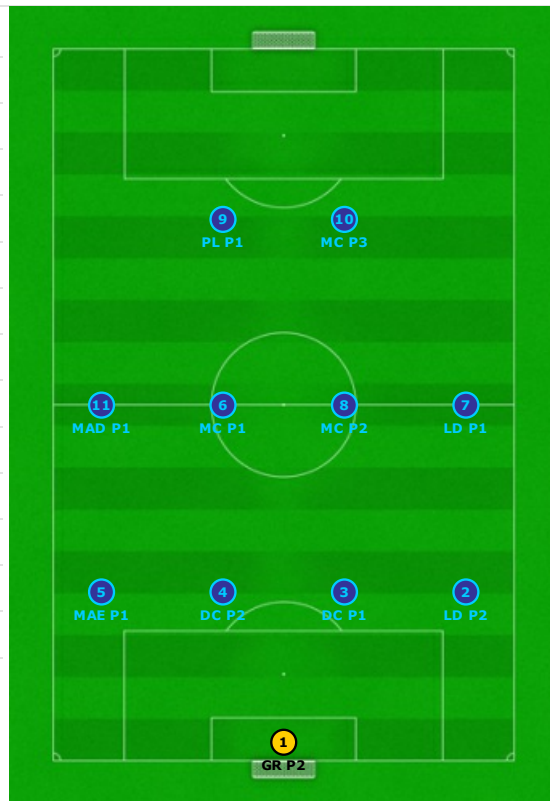 9 10
PL P1 MC P3
11 6 8 7
MAD P1 MC P1 MC P2 LD P1
5 4 3 2
MAE P1 DC P2 DC P1 LD P2
1
GR P2